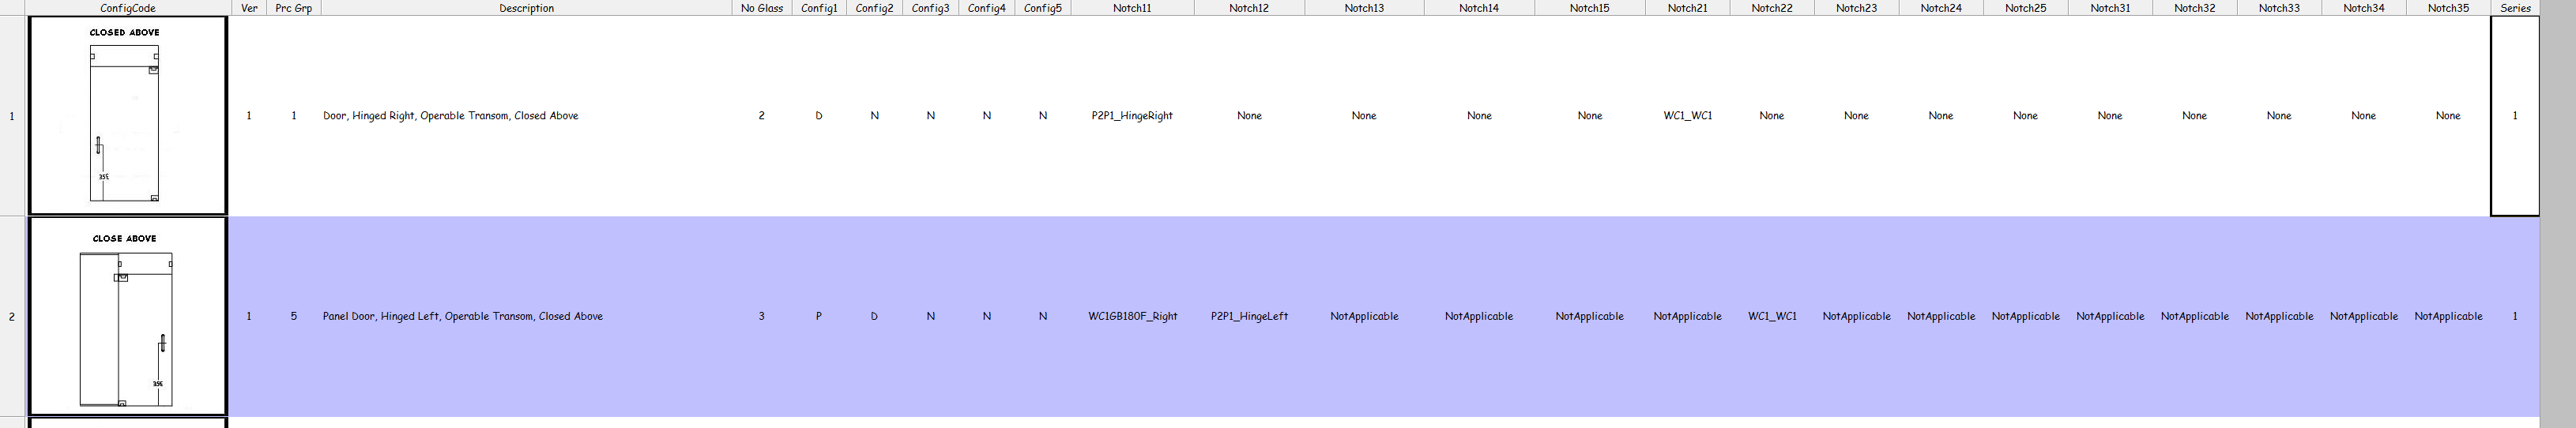 ConfigCode Ver Prc Grp Description No Glass Config1 Config2 Config3 Config4 Config5 Notch11 Notch12 Notch13 Notch14 Notch15 Notch21 Notch22 Notch23 Notch24 Notch25 Notch31 Notch32 Notch33 Notch34 Notch35 Series
CLOSED ABOVE
1 1 1 Door, Hinged Right, Operable Transom, Closed Above 2 D N N N N P2P1_HingeRight None None None None WC1_WC1 None None None None None None None None None 1
CLOSE ABOVE
2 1 5 Panel Door, Hinged Left, Operable Transom, Closed Above 3 P D N N N WC1GB180F_Right P2P1_HingeLeft NotApplicable NotApplicable NotApplicable NotApplicable WC1_WC1 NotApplicable NotApplicable NotApplicable NotApplicable NotApplicable NotApplicable NotApplicable NotApplicable 1